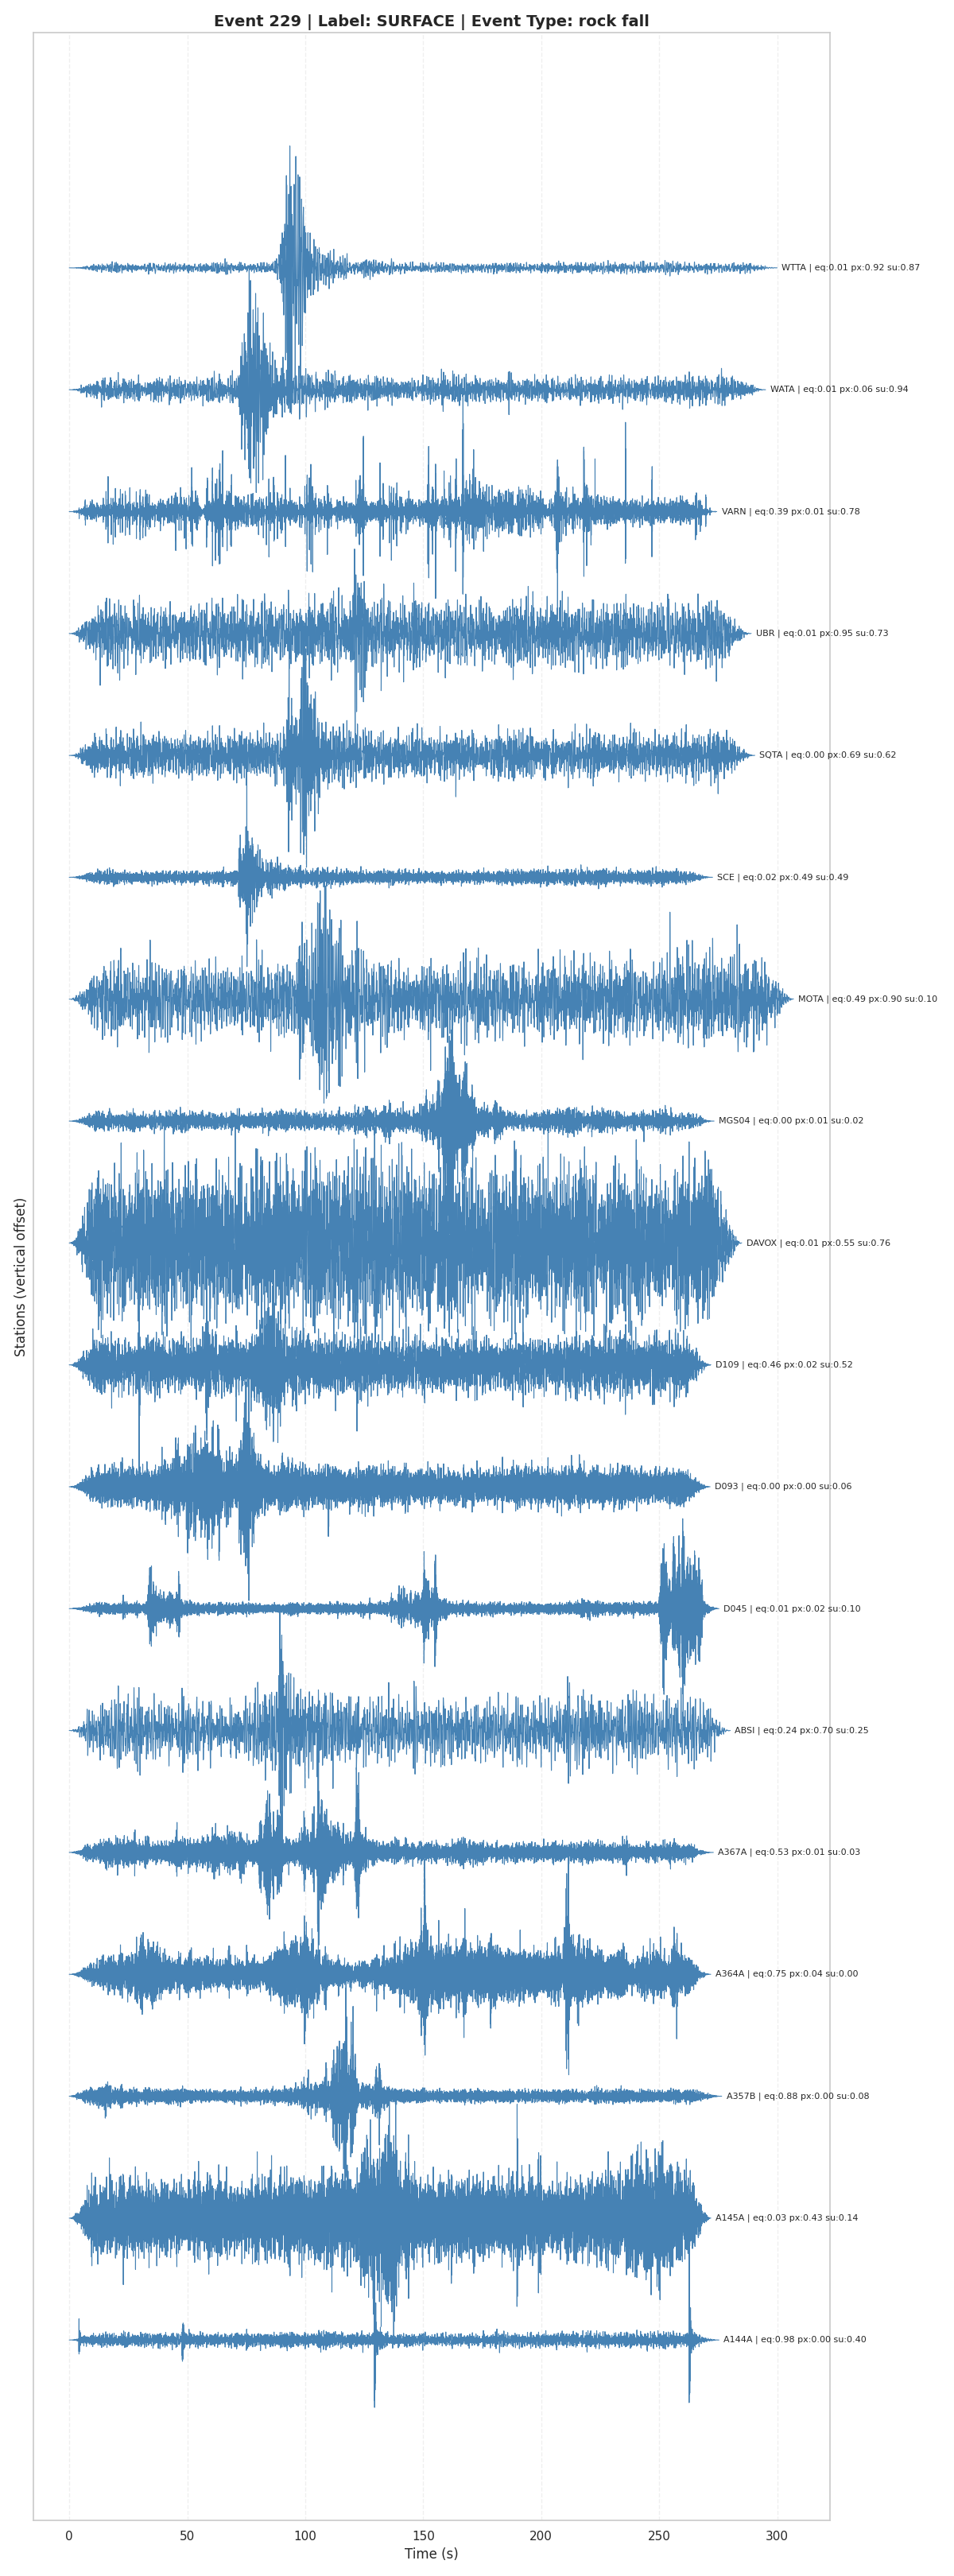 Event 229 | Label: SURFACE | Event Type: rock fall
WTTA | eq:0.01 px:0.92 su:0.87
WATA | eq:0.01 px:0.06 su:0.94
VARN | eq:0.39 px:0.01 su:0.78
UBR | eq:0.01 px:0.95 su:0.73
SQTA | eq:0.00 px:0.69 su:0.62
SCE | eq:0.02 px:0.49 su:0.49
MOTA | eq:0.49 px:0.90 su:0.10
MGS04 | eq:0.00 px:0.01 su:0.02
DAVOX | eq:0.01 px:0.55 su:0.76
D109 | eq:0.46 px:0.02 su:0.52
D093 | eq:0.00 px:0.00 su:0.06
D045 | eq:0.01 px:0.02 su:0.10
ABSI | eq:0.24 px:0.70 su:0.25
A367A | eq:0.53 px:0.01 su:0.03
A364A | eq:0.75 px:0.04 su:0.00
A357B | eq:0.88 px:0.00 su:0.08
A145A | eq:0.03 px:0.43 su:0.14
A144A | eq:0.98 px:0.00 su:0.40
Stations (vertical offset)
0 50 100 150 200 250 300
Time (s)